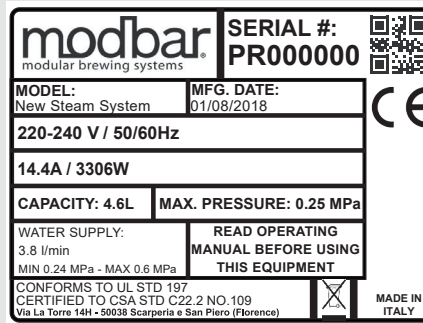 modbar®
modular brewing systems
SERIAL #:
PR000000
MODEL:
New Steam System
MFG. DATE:
01/08/2018
CE
220-240 V / 50/60Hz
14.4A / 3306W
CAPACITY: 4.6L
MAX. PRESSURE: 0.25 MPa
WATER SUPPLY:
3.8 l/min
MIN 0.24 MPa - MAX 0.6 MPa
READ OPERATING
MANUAL BEFORE USING
THIS EQUIPMENT
CONFORMS TO UL STD 197
CERTIFIED TO CSA STD C22.2 NO.109
Via La Torre 14H - 50038 Scarperia e San Piero (Florence)
MADE IN
ITALY